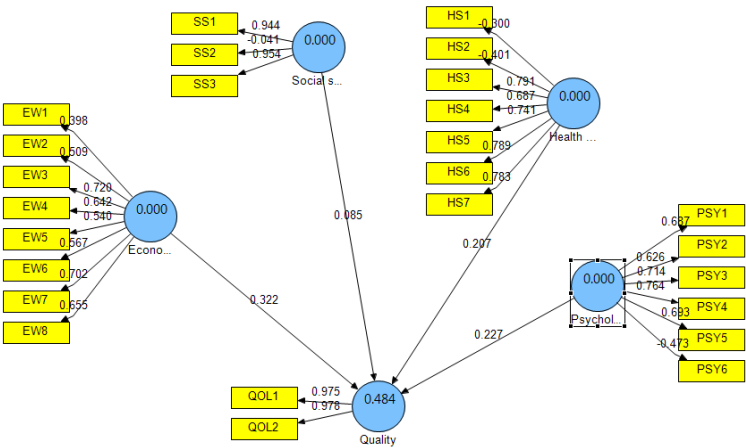 SS1
SS2
SS3
0.944
-0.041
0.954
0.000
Social s...
HS1
HS2
HS3
HS4
HS5
HS6
HS7
-0.300
-0.401
0.791
0.687
0.741
0.789
0.783
0.000
Health ...
EW1
EW2
EW3
EW4
EW5
EW6
EW7
EW8
0.398
0.509
0.720
0.642
0.540
0.567
0.702
0.655
0.000
Econo...
0.085
0.207
0.322
0.227
PSY1
PSY2
PSY3
PSY4
PSY5
PSY6
0.626
0.714
0.764
0.693
-0.473
0.000
Psychol...
QOL1
QOL2
0.975
0.978
0.484
Quality